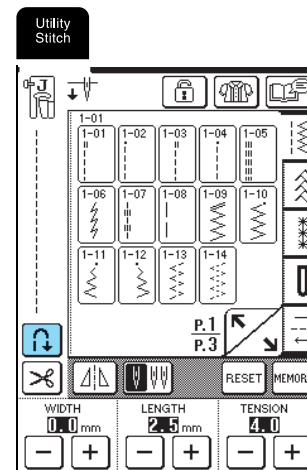 Utility
Stitch
J
1-01
1-01 1-02 1-03 1-04 1-05
1-06 1-07 1-08 1-09 1-10
1-11 1-12 1-13 1-14
P.1
P.3
RESET MEMOR
WIDTH LENGTH TENSION
0.0 mm 2.5 mm 4.0
− + − + − +